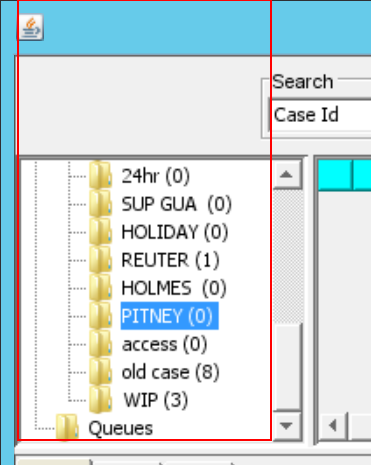 Search
Case Id
24hr (0)
SUP GUA (0)
HOLIDAY (0)
REUTER (1)
HOLMES (0)
PITNEY (0)
access (0)
old case (8)
WIP (3)
Queues